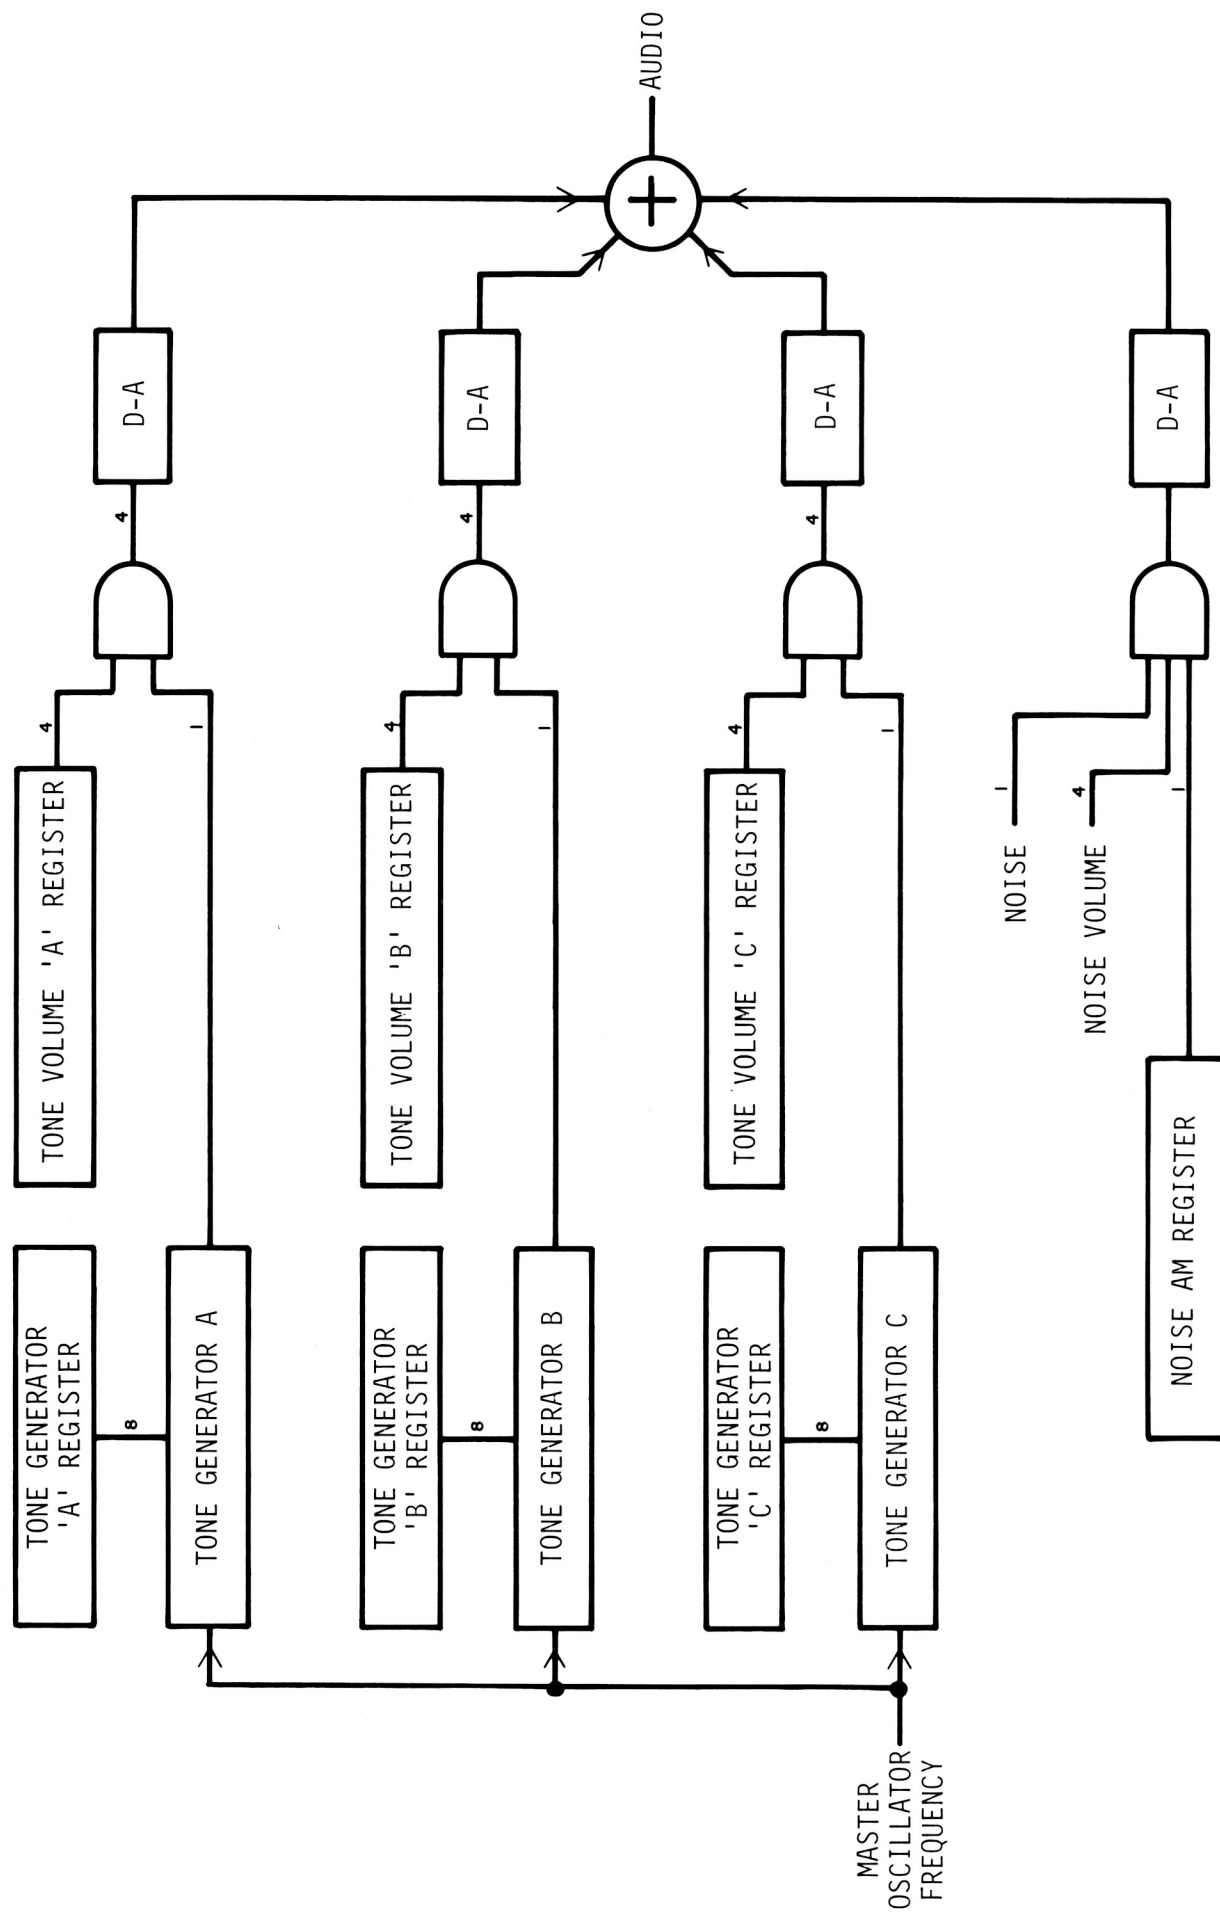 TONE GENERATOR
'A' REGISTER
8
TONE GENERATOR A
TONE VOLUME 'A' REGISTER
4
1
4
D-A
TONE GENERATOR
'B' REGISTER
8
TONE GENERATOR B
TONE VOLUME 'B' REGISTER
4
1
4
D-A
AUDIO
TONE GENERATOR
'C' REGISTER
8
TONE GENERATOR C
TONE VOLUME 'C' REGISTER
4
1
4
D-A
MASTER
OSCILLATOR
FREQUENCY
NOISE
1
NOISE VOLUME
4
NOISE AM REGISTER
1
D-A